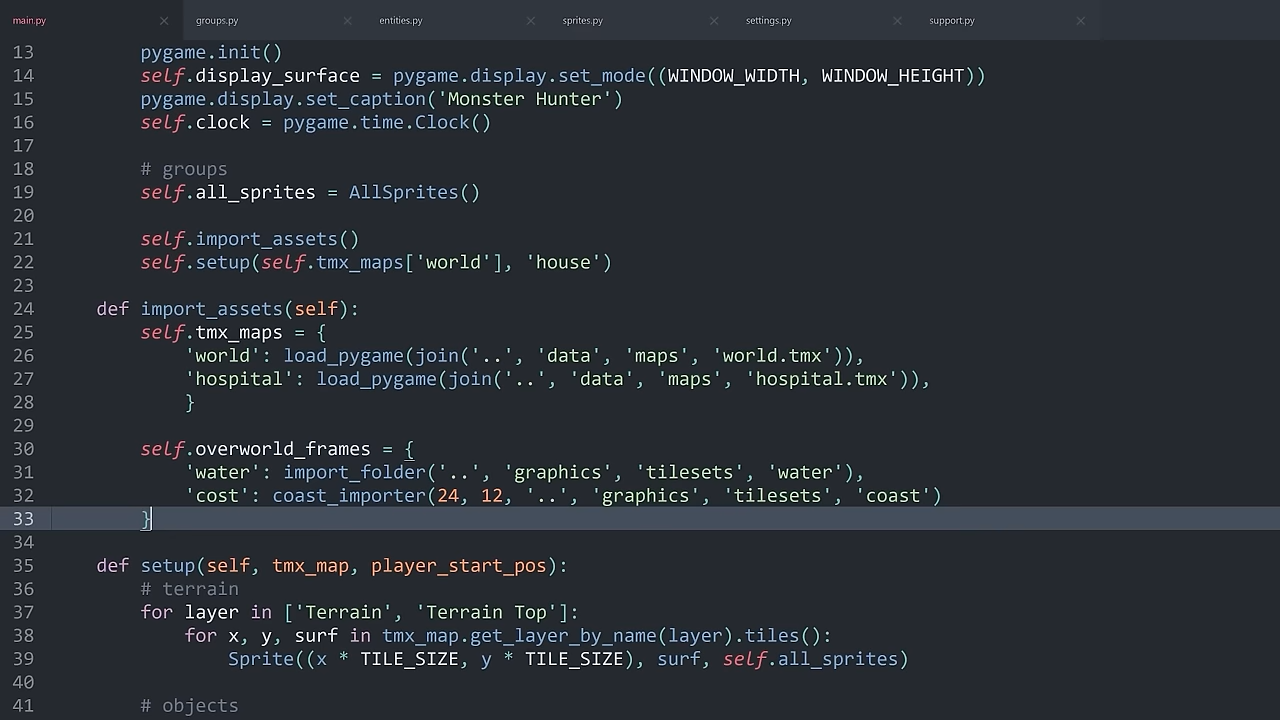 main.py groups.py entities.py sprites.py settings.py support.py
13 pygame.init()
14 self.display_surface = pygame.display.set_mode((WINDOW_WIDTH, WINDOW_HEIGHT))
15 pygame.display.set_caption('Monster Hunter')
16 self.clock = pygame.time.Clock()
17
18 # groups
19 self.all_sprites = AllSprites()
20
21 self.import_assets()
22 self.setup(self.tmx_maps['world'], 'house')
23
24 def import_assets(self):
25 self.tmx_maps = {
26 'world': load_pygame(join('..', 'data', 'maps', 'world.tmx')),
27 'hospital': load_pygame(join('..', 'data', 'maps', 'hospital.tmx')),
28 }
29
30 self.overworld_frames = {
31 'water': import_folder('..', 'graphics', 'tilesets', 'water'),
32 'cost': coast_importer(24, 12, '..', 'graphics', 'tilesets', 'coast')
33 }
34
35 def setup(self, tmx_map, player_start_pos):
36 # terrain
37 for layer in ['Terrain', 'Terrain Top']:
38 for x, y, surf in tmx_map.get_layer_by_name(layer).tiles():
39 Sprite((x * TILE_SIZE, y * TILE_SIZE), surf, self.all_sprites)
40
41 # objects